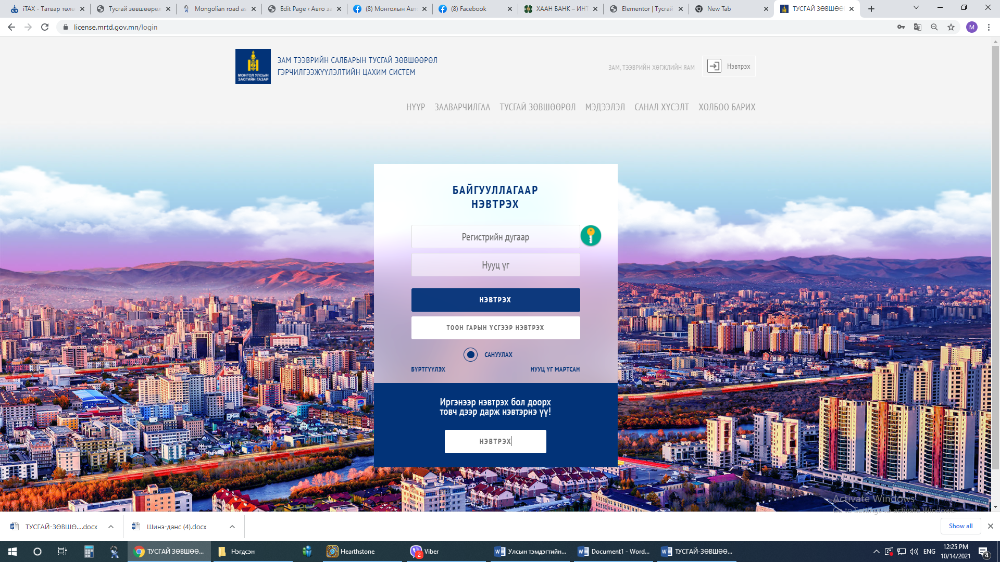 iTAX - Татвар төлө
Тусгай зөвшөөрөл
Mongolian road as
Edit Page ‹ Авто за
(8) Монголын Авт
(8) Facebook
ХААН БАНК – ИНТ
Elementor | Тусгай
New Tab
ТУСГАЙ ЗӨВШӨӨ
license.mrtd.gov.mn/login
M
МОНГОЛ УЛСЫН
ЗАСГИЙН ГАЗАР
ЗАМ ТЭЭВРИЙН САЛБАРЫН ТУСГАЙ ЗӨВШӨӨРӨЛ
ГЭРЧИЛГЭЭЖҮҮЛЭЛТИЙН ЦАХИМ СИСТЕМ
ЗАМ, ТЭЭВРИЙН ХӨГЖЛИЙН ЯАМ
Нэвтрэх
НҮҮР ЗААВАРЧИЛГАА ТУСГАЙ ЗӨВШӨӨРӨЛ МЭДЭЭЛЭЛ САНАЛ ХҮСЭЛТ ХОЛБОО БАРИХ
БАЙГУУЛЛАГААР
НЭВТРЭХ
Регистрийн дугаар
Нууц үг
НЭВТРЭХ
ТООН ГАРЫН ҮСГЭЭР НЭВТРЭХ
САНУУЛАХ
БҮРТГҮҮЛЭХ
НУУЦ ҮГ МАРТСАН
Иргэнээр нэвтрэх бол доорх
товч дээр дарж нэвтэрнэ үү!
НЭВТРЭХ
Activate Windows
Go to Settings to activate Windows.
ТУСГАЙ-ЗӨВШӨ....docx
Шинэ-данс (4).docx
Show all
ТУСГАЙ ЗӨВШӨӨ...
Нэгдсэн
Hearthstone
2
Viber
Улсын тэмдэгтийн...
Document1 - Word...
ТУСГАЙ-ЗӨВШӨӨ...
ENG
12:25 PM
10/14/2021
4